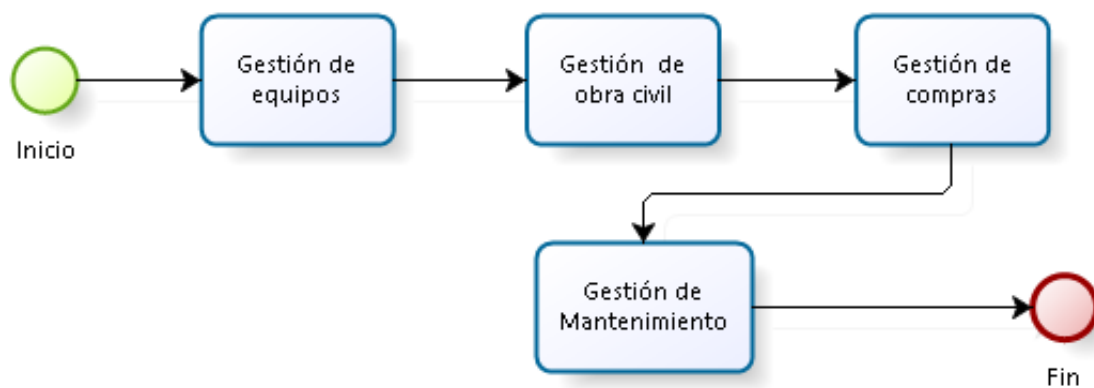 Gestión de
equipos
Gestión de
obra civil
Gestión de
compras
Inicio
Gestión de
Mantenimiento
Fin